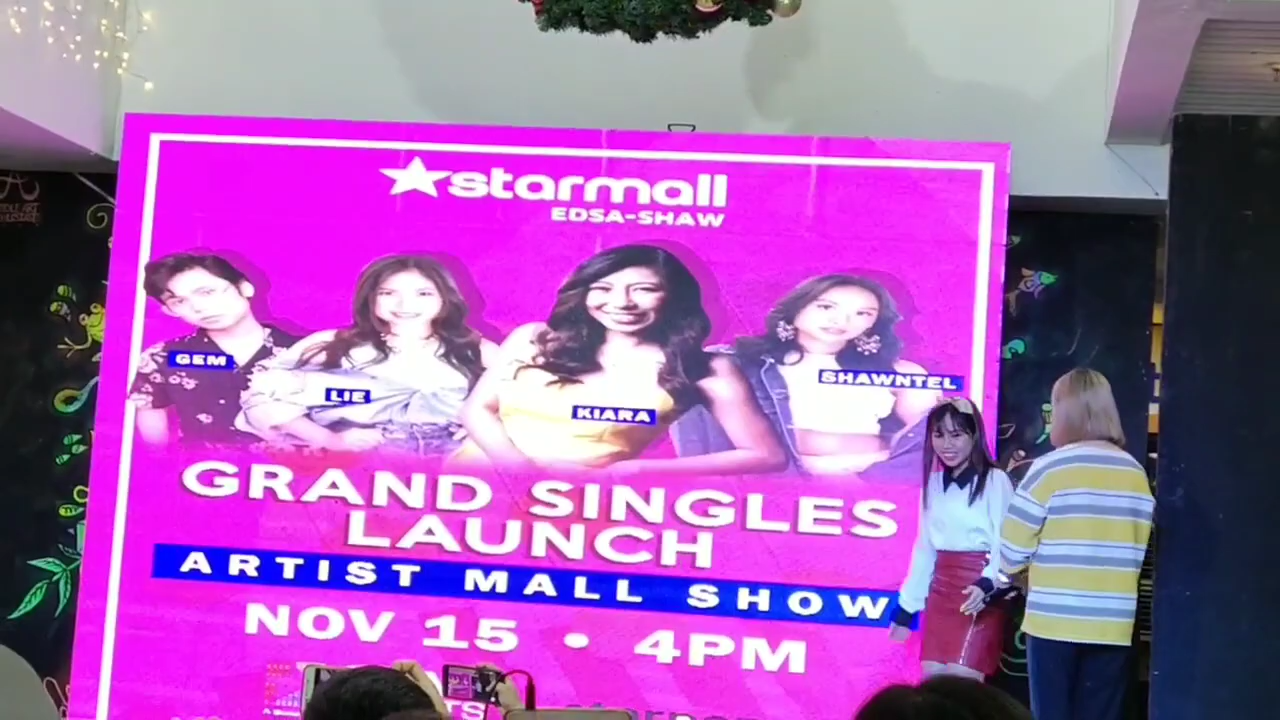 starmall
EDSA-SHAW
GEM
LIE
KIARA
SHAWNTEL
GRAND SINGLES
LAUNCH
ARTIST MALL SHOW
NOV 15 • 4PM